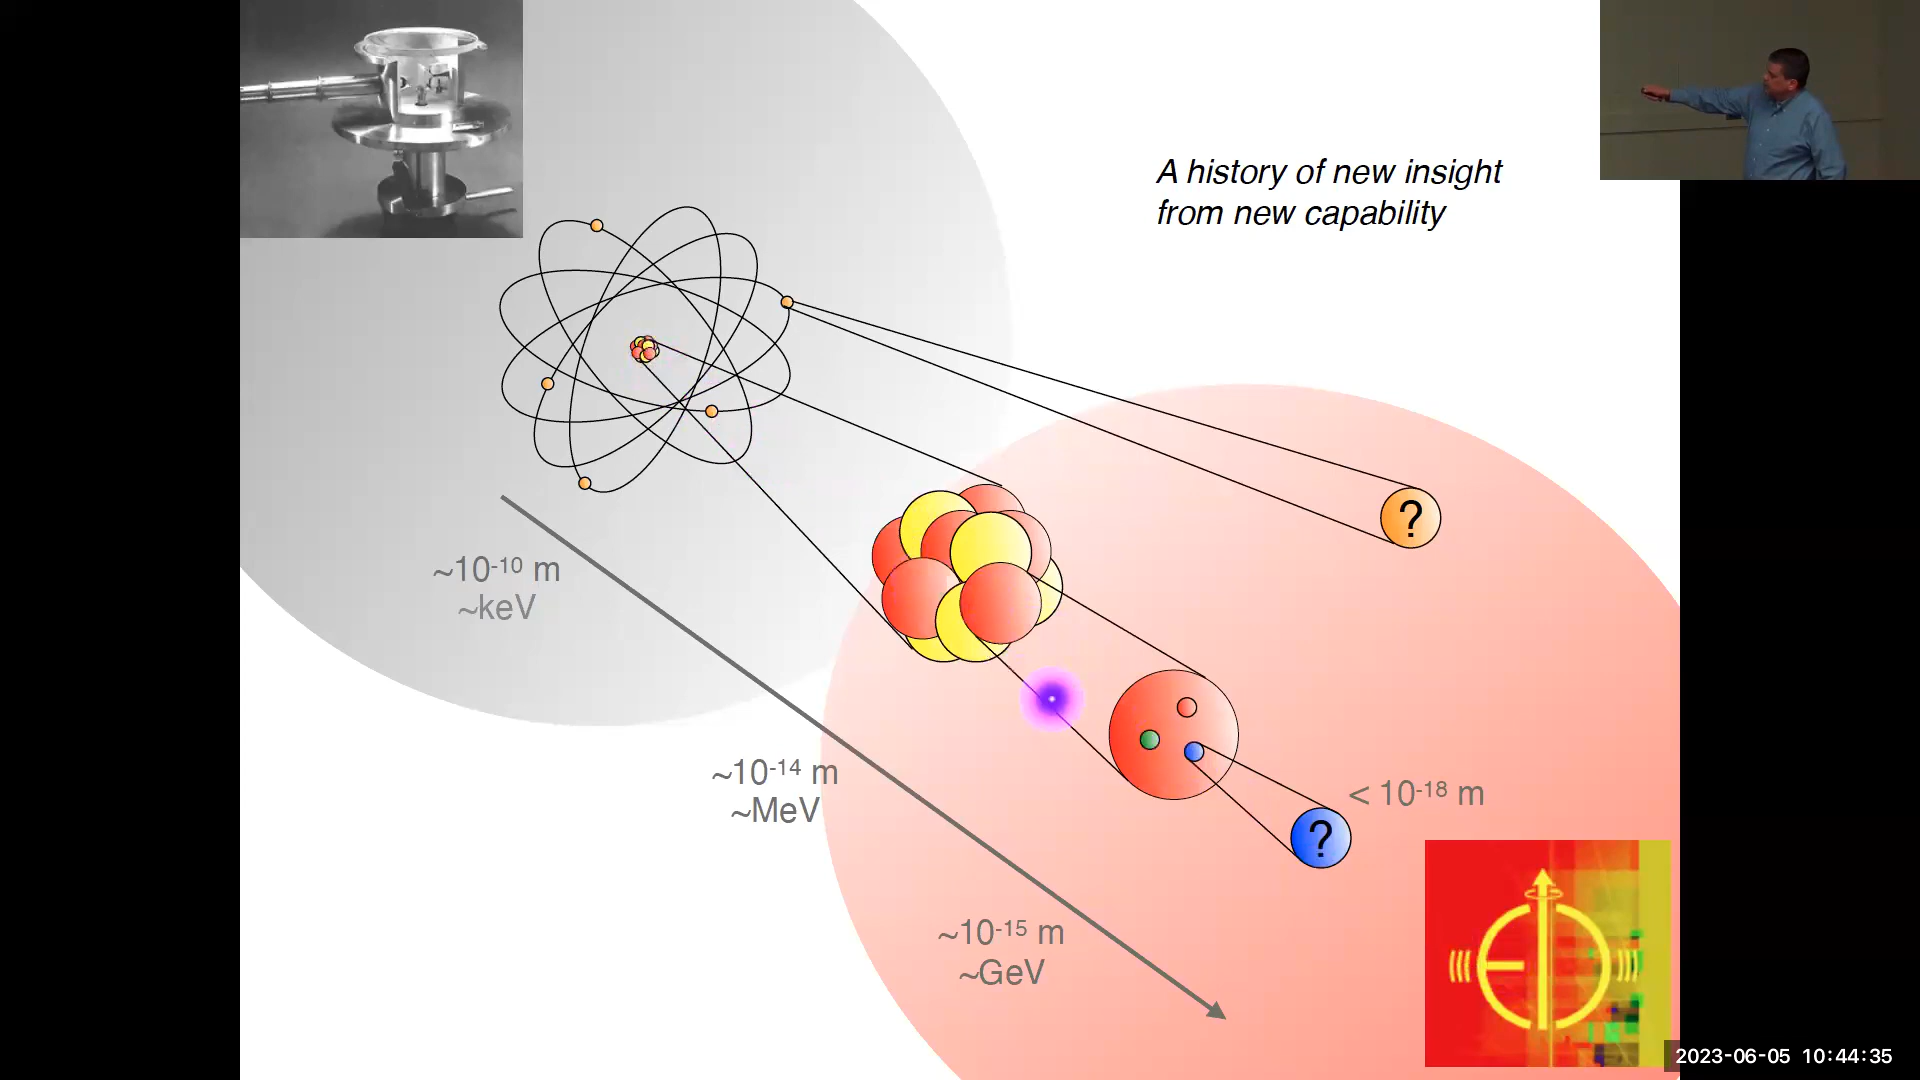 A history of new insight
from new capability
?
~10⁻¹⁰ m
~keV
~10⁻¹⁴ m
~MeV
< 10⁻¹⁸ m
?
~10⁻¹⁵ m
~GeV
2023-06-05 10:44:35